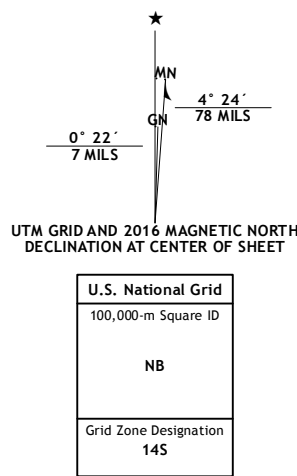 ★
MN
GN
4° 24´
78 MILS
0° 22´
7 MILS
UTM GRID AND 2016 MAGNETIC NORTH
DECLINATION AT CENTER OF SHEET
U.S. National Grid
100,000-m Square ID
NB
Grid Zone Designation
14S